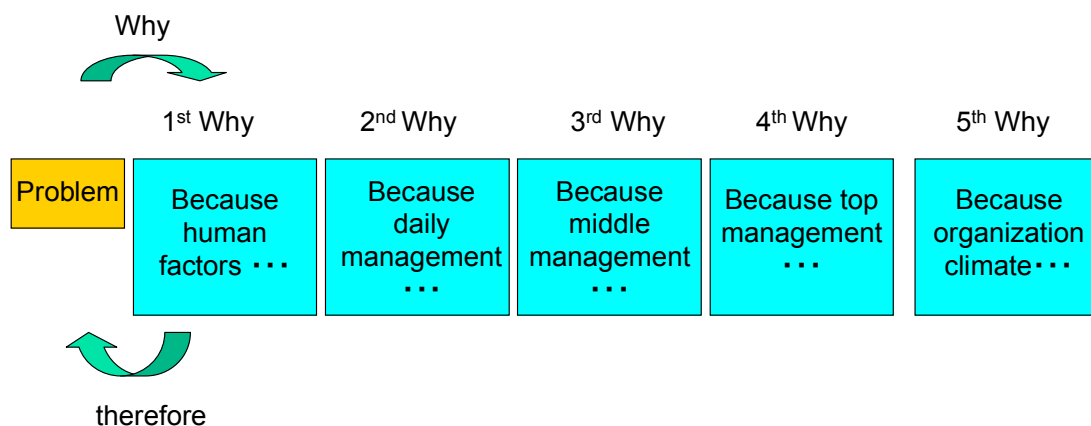 Why
1st Why
2nd Why
3rd Why
4th Why
5th Why
Problem
Because
human
factors ・・・
Because
daily
management
・・・
Because
middle
management
・・・
Because top
management
・・・
Because
organization
climate・・・
therefore